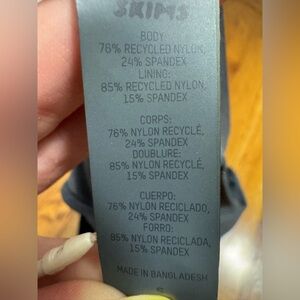 SKIMS
BODY:
76% RECYCLED NYLON,
24% SPANDEX
LINING:
85% RECYCLED NYLON,
15% SPANDEX
CORPS:
76% NYLON RECYCLÉ,
24% SPANDEX
DOUBLURE:
85% NYLON RECYCLÉ,
15% SPANDEX
CUERPO:
76% NYLON RECICLADO,
24% SPANDEX
FORRO:
85% NYLON RECICLADA,
15% SPANDEX
MADE IN BANGLADESH